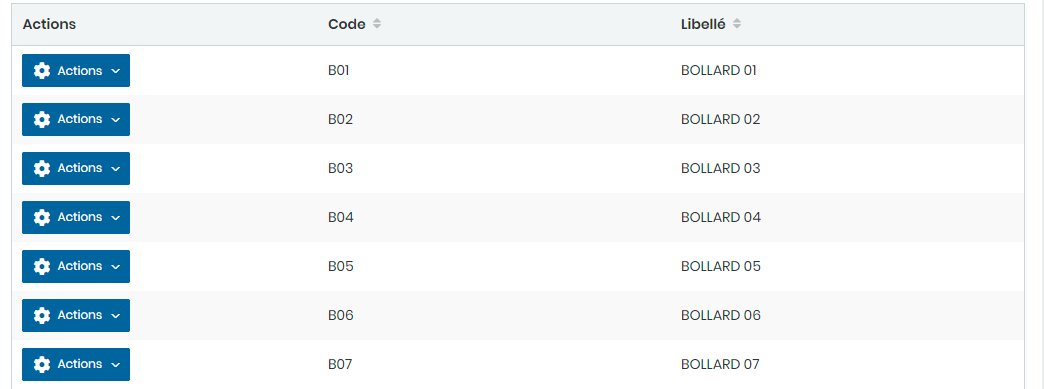 Actions Code Libellé
Actions B01 BOLLARD 01
Actions B02 BOLLARD 02
Actions B03 BOLLARD 03
Actions B04 BOLLARD 04
Actions B05 BOLLARD 05
Actions B06 BOLLARD 06
Actions B07 BOLLARD 07